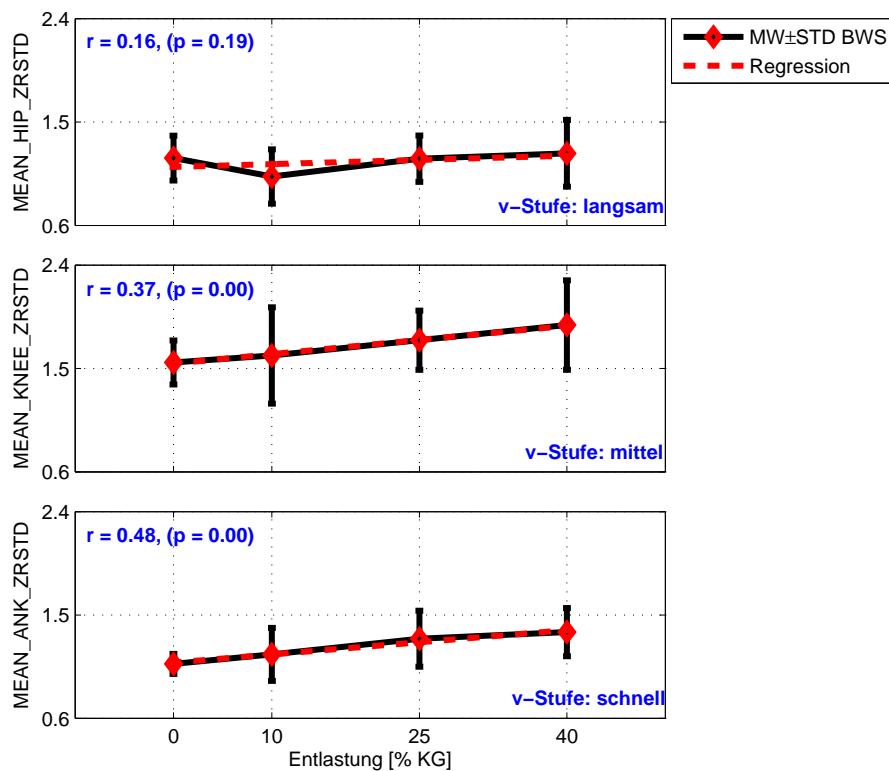 MW±STD BWS
Regression
2.4
1.5
0.6
MEAN_HIP_ZRSTD
r = 0.16, (p = 0.19)
v−Stufe: langsam
2.4
1.5
0.6
MEAN_KNEE_ZRSTD
r = 0.37, (p = 0.00)
v−Stufe: mittel
2.4
1.5
0.6
MEAN_ANK_ZRSTD
r = 0.48, (p = 0.00)
v−Stufe: schnell
0 10 25 40
Entlastung [% KG]